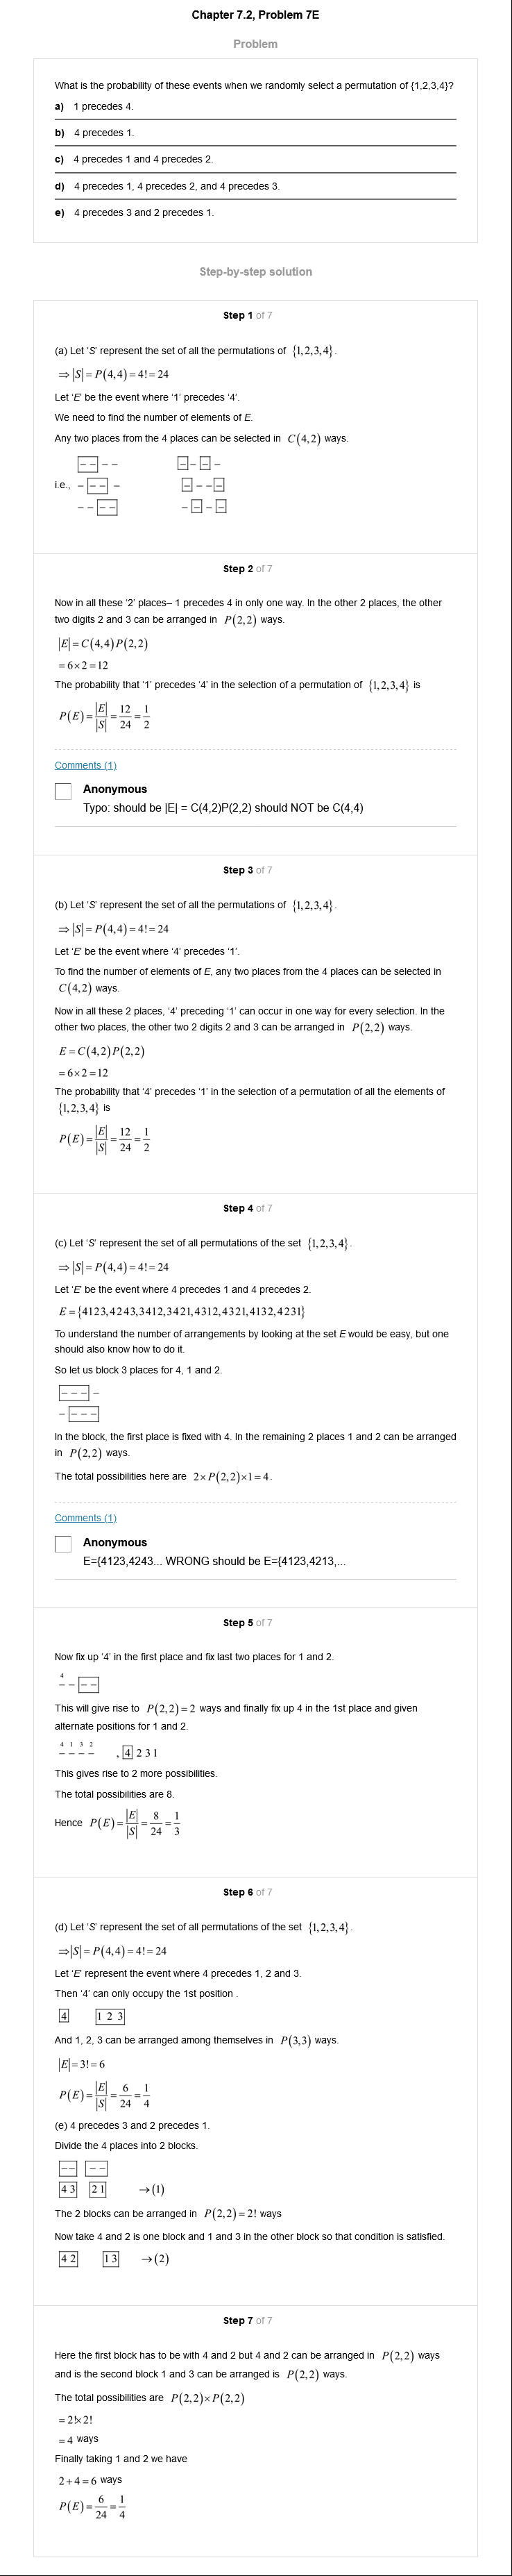 Chapter 7.2, Problem 7E
Problem
What is the probability of these events when we randomly select a permutation of {1,2,3,4}?
a) 1 precedes 4.
b) 4 precedes 1.
c) 4 precedes 1 and 4 precedes 2.
d) 4 precedes 1, 4 precedes 2, and 4 precedes 3.
e) 4 precedes 3 and 2 precedes 1.
Step-by-step solution
Step 1 of 7
(a) Let 'S' represent the set of all the permutations of {1,2,3,4}.
⇒|S|=P(4,4)=4!=24
Let 'E' be the event where '1' precedes '4'.
We need to find the number of elements of E.
Any two places from the 4 places can be selected in C(4,2) ways.
– – – – – – – –
i.e., – – – – – – – –
– – – – – – – –
Step 2 of 7
Now in all these '2' places– 1 precedes 4 in only one way. In the other 2 places, the other
two digits 2 and 3 can be arranged in P(2,2) ways.
|E|=C(4,4)P(2,2)
=6×2=12
The probability that '1' precedes '4' in the selection of a permutation of {1,2,3,4} is
P(E)=|E|/|S|=12/24=1/2
Comments (1)
Anonymous
Typo: should be |E| = C(4,2)P(2,2) should NOT be C(4,4)
Step 3 of 7
(b) Let 'S' represent the set of all the permutations of {1,2,3,4}.
⇒|S|=P(4,4)=4!=24
Let 'E' be the event where '4' precedes '1'.
To find the number of elements of E, any two places from the 4 places can be selected in
C(4,2) ways.
Now in all these 2 places, '4' preceding '1' can occur in one way for every selection. In the
other two places, the other two 2 digits 2 and 3 can be arranged in P(2,2) ways.
E=C(4,2)P(2,2)
=6×2=12
The probability that '4' precedes '1' in the selection of a permutation of all the elements of
{1,2,3,4} is
P(E)=|E|/|S|=12/24=1/2
Step 4 of 7
(c) Let 'S' represent the set of all permutations of the set {1,2,3,4}.
⇒|S|=P(4,4)=4!=24
Let 'E' be the event where 4 precedes 1 and 4 precedes 2.
E={4123,4243,3412,3421,4312,4321,4132,4231}
To understand the number of arrangements by looking at the set E would be easy, but one
should also know how to do it.
So let us block 3 places for 4, 1 and 2.
– – – –
– – – –
In the block, the first place is fixed with 4. In the remaining 2 places 1 and 2 can be arranged
in P(2,2) ways.
The total possibilities here are 2×P(2,2)×1=4.
Comments (1)
Anonymous
E={4123,4243... WRONG should be E={4123,4213,...
Step 5 of 7
Now fix up '4' in the first place and fix last two places for 1 and 2.
4
– – – –
This will give rise to P(2,2)=2 ways and finally fix up 4 in the 1st place and given
alternate positions for 1 and 2.
4 1 3 2
– – – – , 4 2 3 1
This gives rise to 2 more possibilities.
The total possibilities are 8.
Hence P(E)=|E|/|S|=8/24=1/3
Step 6 of 7
(d) Let 'S' represent the set of all permutations of the set {1,2,3,4}.
⇒|S|=P(4,4)=4!=24
Let 'E' represent the event where 4 precedes 1, 2 and 3.
Then '4' can only occupy the 1st position .
4 1 2 3
And 1, 2, 3 can be arranged among themselves in P(3,3) ways.
|E|=3!=6
P(E)=|E|/|S|=6/24=1/4
(e) 4 precedes 3 and 2 precedes 1.
Divide the 4 places into 2 blocks.
– – – –
4 3 2 1 →(1)
The 2 blocks can be arranged in P(2,2)=2! ways
Now take 4 and 2 is one block and 1 and 3 in the other block so that condition is satisfied.
4 2 1 3 →(2)
Step 7 of 7
Here the first block has to be with 4 and 2 but 4 and 2 can be arranged in P(2,2) ways
and is the second block 1 and 3 can be arranged is P(2,2) ways.
The total possibilities are P(2,2)×P(2,2)
=2!×2!
=4 ways
Finally taking 1 and 2 we have
2+4=6 ways
P(E)=6/24=1/4